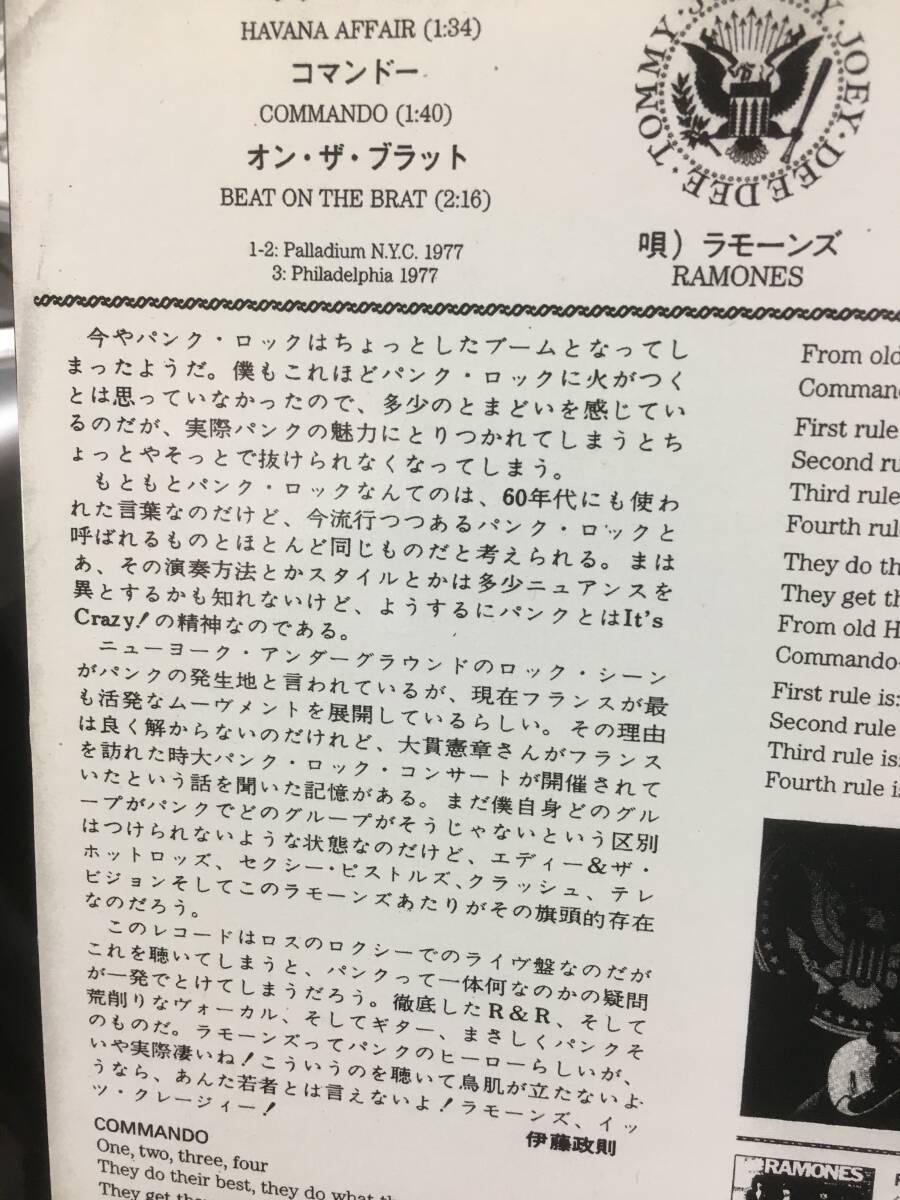 HAVANA AFFAIR (1:34)
コマンドー
COMMANDO (1:40)
オン・ザ・ブラット
BEAT ON THE BRAT (2:16)
1-2: Palladium N.Y.C. 1977
3: Philadelphia 1977
TOMMY · JOEY · DEE DEE ·
唄）ラモーンズ
RAMONES
今やパンク・ロックはちょっとしたブームとなってし
まったようだ。僕もこれほどパンク・ロックに火がつく
とは思っていなかったので、多少のとまどいを感じてい
るのだが、実際パンクの魅力にとりつかれてしまうとち
ょっとやそっとで抜けられなくなってしまう。
もともとパンク・ロックなんてのは、60年代にも使わ
れた言葉なのだけど、今流行つつあるパンク・ロックと
呼ばれるものとほとんど同じものだと考えられる。まは
あ、その演奏方法とかスタイルとかは多少ニュアンスを
異とするかも知れないけど、ようするにパンクとはIt's
Crazy!の精神なのである。
ニューヨーク・アンダーグラウンドのロック・シーン
がパンクの発生地と言われているが、現在フランスが最
も活発なムーヴメントを展開しているらしい。その理由
は良く解からないのだけれど、大貫憲章さんがフランス
を訪れた時大パンク・ロック・コンサートが開催されて
いたという話を聞いた記憶がある。まだ僕自身どのグル
ープがパンクでどのグループがそうじゃないという区別
はつけられないような状態なのだけど、エディー&ザ・
ホットロッズ、セクシー・ピストルズ、クラッシュ、テレ
ビジョンそしてこのラモーンズあたりがその旗頭的存在
なのだろう。
このレコードはロスのロクシーでのライヴ盤なのだが
これを聴いてしまうと、パンクって一体何なのかの疑問
が一発でとけてしまうだろう。徹底したR&R、そして
荒削りなヴォーカル、そしてギター、まさしくパンクそ
のものだ。ラモーンズってパンクのヒーローらしいが、
いや実際凄いね！こういうのを聴いて鳥肌が立たないよ
うなら、あんた若者とは言えないよ！ラモーンズ、イッ
ツ・クレージィー！
伊藤政則
COMMANDO
One, two, three, four
They do their best, they do what th
They get the
From old
Command
First rule
Second ru
Third rule
Fourth rule
They do th
They get th
From old H
Commando-
First rule is:
Second rule
Third rule is:
Fourth rule is
RAMONES